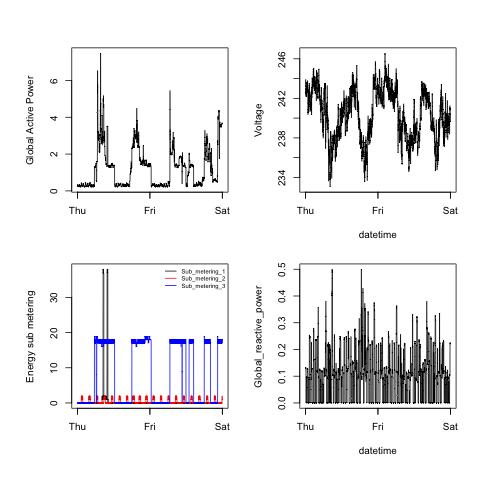 Global Active Power
0 2 4 6
Thu Fri Sat
Voltage
234 238 242 246
Thu Fri Sat
datetime
Energy sub metering
0 10 20 30
Sub_metering_1
Sub_metering_2
Sub_metering_3
Thu Fri Sat
Global_reactive_power
0.0 0.1 0.2 0.3 0.4 0.5
Thu Fri Sat
datetime